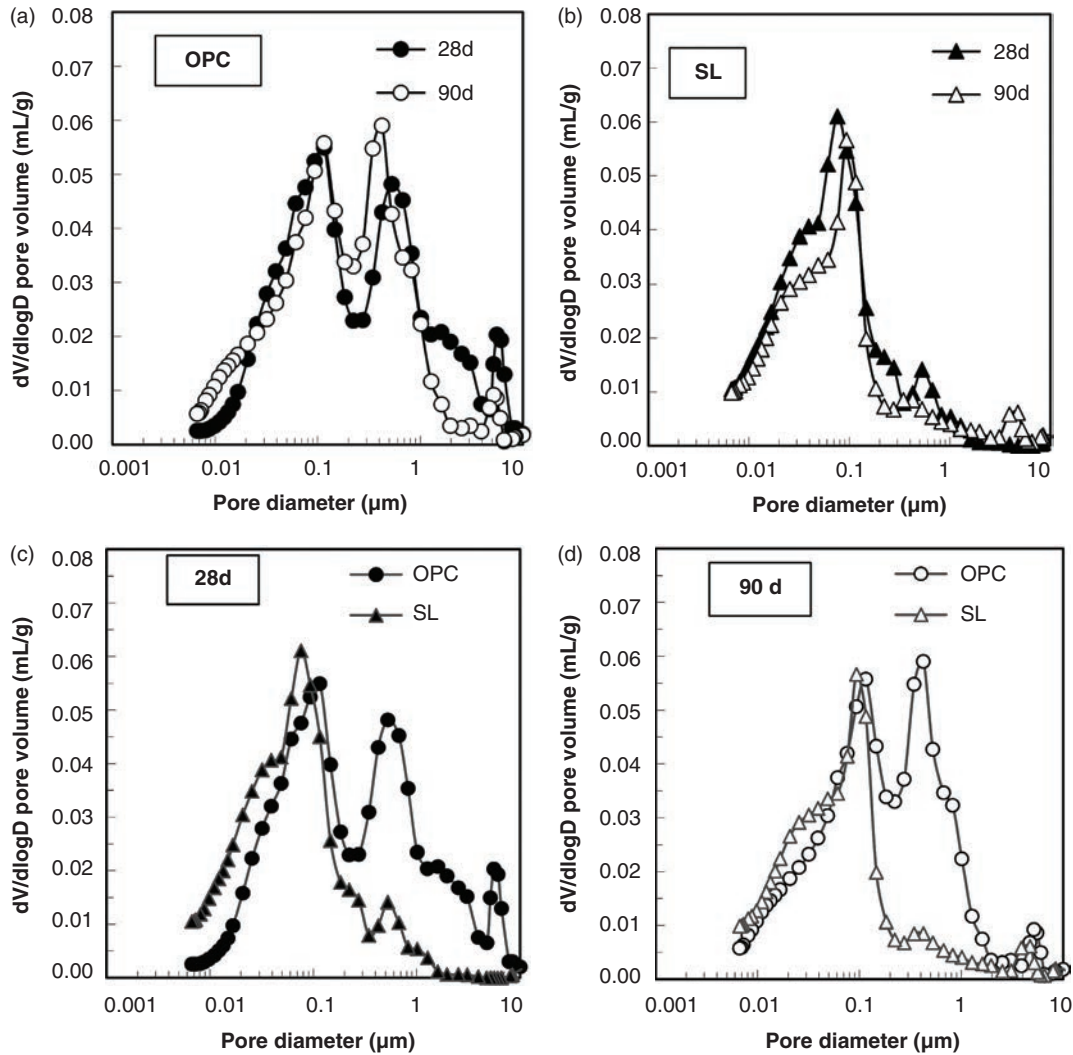 (a)
0.08
0.07
0.06
0.05
0.04
0.03
0.02
0.01
0.00
dV/dlogD pore volume (mL/g)
OPC
28d
90d
0.001
0.01
0.1
1
10
Pore diameter (µm)
(b)
0.08
0.07
0.06
0.05
0.04
0.03
0.02
0.01
0.00
dV/dlogD pore volume (mL/g)
SL
28d
90d
0.001
0.01
0.1
1
10
Pore diameter (µm)
(c)
0.08
0.07
0.06
0.05
0.04
0.03
0.02
0.01
0.00
dV/dlogD pore volume (mL/g)
28d
OPC
SL
0.001
0.01
0.1
1
10
Pore diameter (µm)
(d)
0.08
0.07
0.06
0.05
0.04
0.03
0.02
0.01
0.00
dV/dlogD pore volume (mL/g)
90 d
OPC
SL
0.001
0.01
0.1
1
10
Pore diameter (µm)